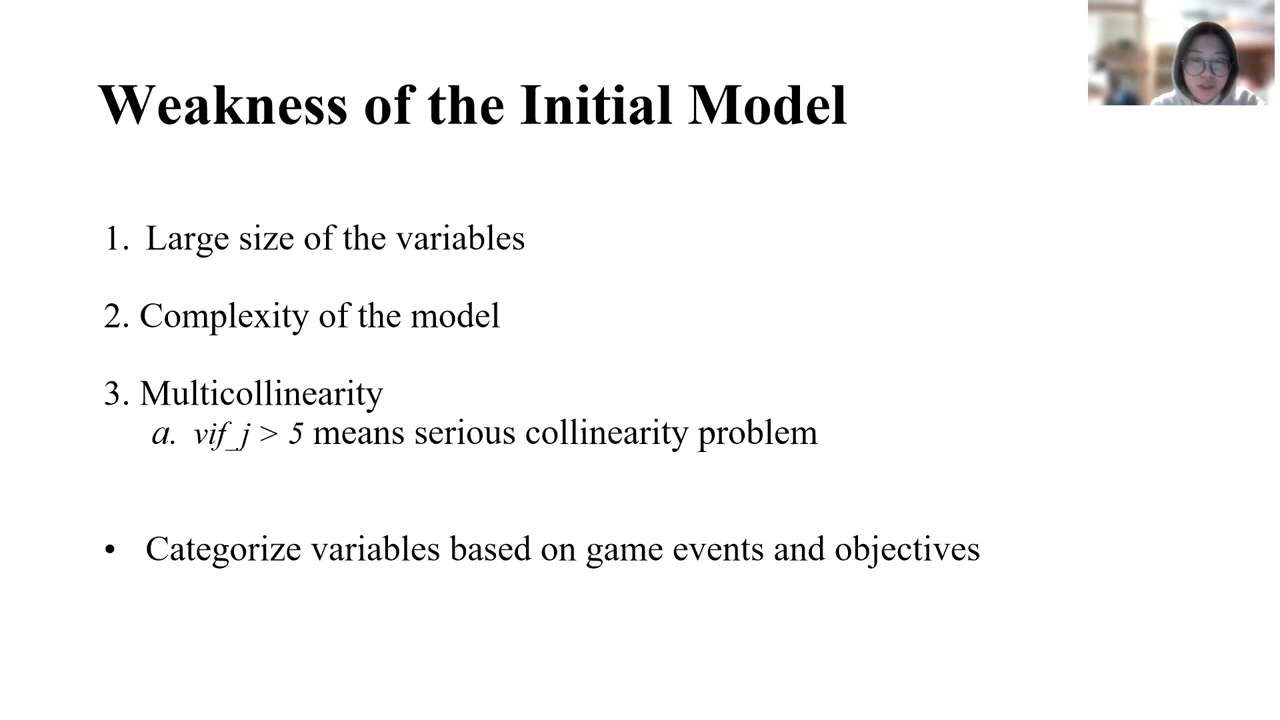 Weakness of the Initial Model
1. Large size of the variables
2. Complexity of the model
3. Multicollinearity
a. vif_j > 5 means serious collinearity problem
• Categorize variables based on game events and objectives